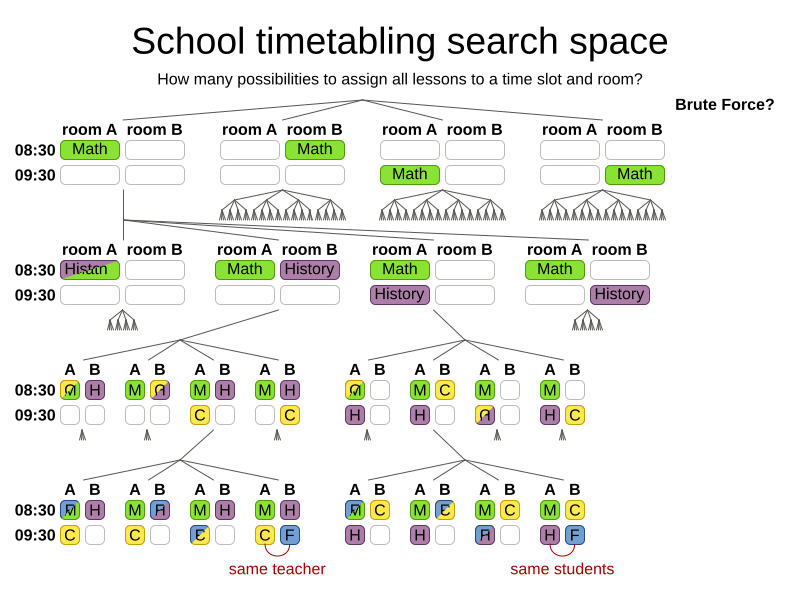 School timetabling search space
How many possibilities to assign all lessons to a time slot and room?
Brute Force?
room A room B room A room B room A room B room A room B
08:30 Math Math
09:30 Math Math
room A room B room A room B room A room B room A room B
08:30 Math History Math Math
09:30 History History
A B A B A B A B A B A B A B A B
08:30 M H M M H M H M M C M M
09:30 C C H H H C
A B A B A B A B A B A B A B A B
08:30 M H M M H M H M C M M C M C
09:30 C C C F H H H F
same teacher same students